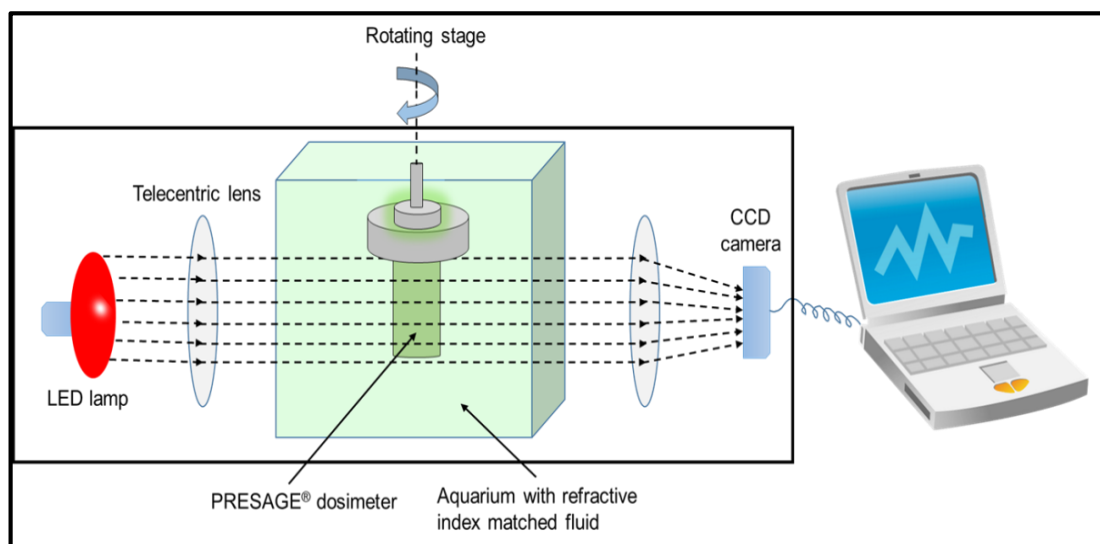 Rotating stage
Telecentric lens
CCD
camera
LED lamp
PRESAGE® dosimeter
Aquarium with refractive
index matched fluid